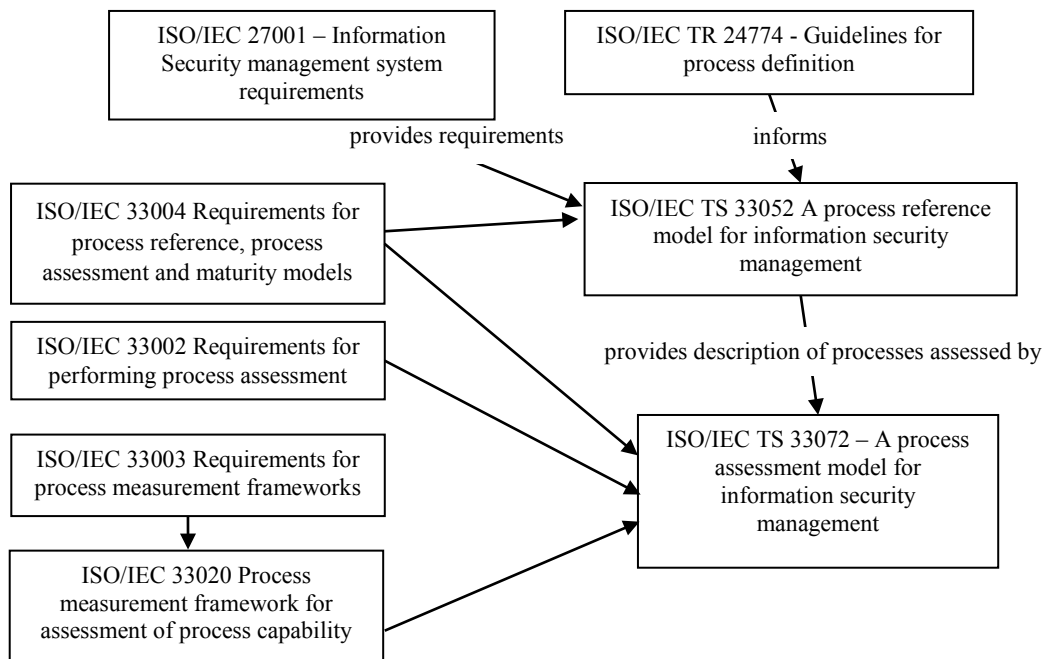 ISO/IEC 27001 – Information
Security management system
requirements
ISO/IEC TR 24774 - Guidelines for
process definition
provides requirements
informs
ISO/IEC 33004 Requirements for
process reference, process
assessment and maturity models
ISO/IEC TS 33052 A process reference
model for information security
management
ISO/IEC 33002 Requirements for
performing process assessment
provides description of processes assessed by
ISO/IEC 33003 Requirements for
process measurement frameworks
ISO/IEC TS 33072 – A process
assessment model for
information security
management
ISO/IEC 33020 Process
measurement framework for
assessment of process capability